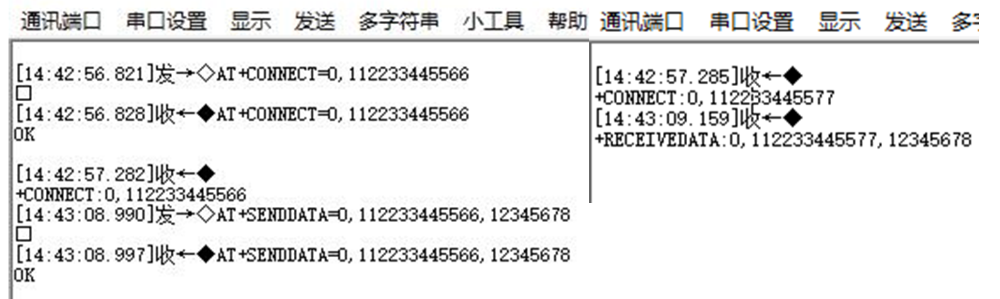 通讯端口 串口设置 显示 发送 多字符串 小工具 帮助
[14:42:56.821]发→◇AT+CONNECT=0,112233445566
□
[14:42:56.828]收←◆AT+CONNECT=0,112233445566
OK
[14:42:57.282]收←◆
+CONNECT:0,112233445566
[14:43:08.990]发→◇AT+SENDDATA=0,112233445566,12345678
□
[14:43:08.997]收←◆AT+SENDDATA=0,112233445566,12345678
OK
通讯端口 串口设置 显示 发送 多
[14:42:57.285]收←◆
+CONNECT:0,112233445577
[14:43:09.159]收←◆
+RECEIVEDATA:0,112233445577,12345678